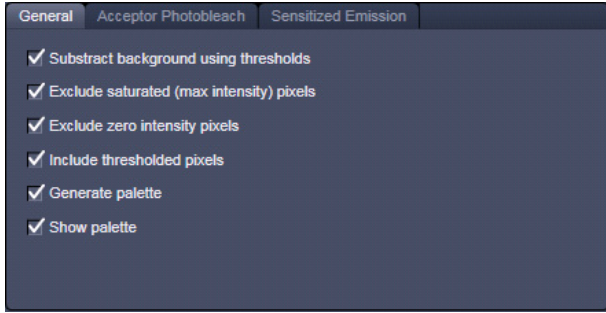 General Acceptor Photobleach Sensitized Emission
Substract background using thresholds
Exclude saturated (max intensity) pixels
Exclude zero intensity pixels
Include thresholded pixels
Generate palette
Show palette